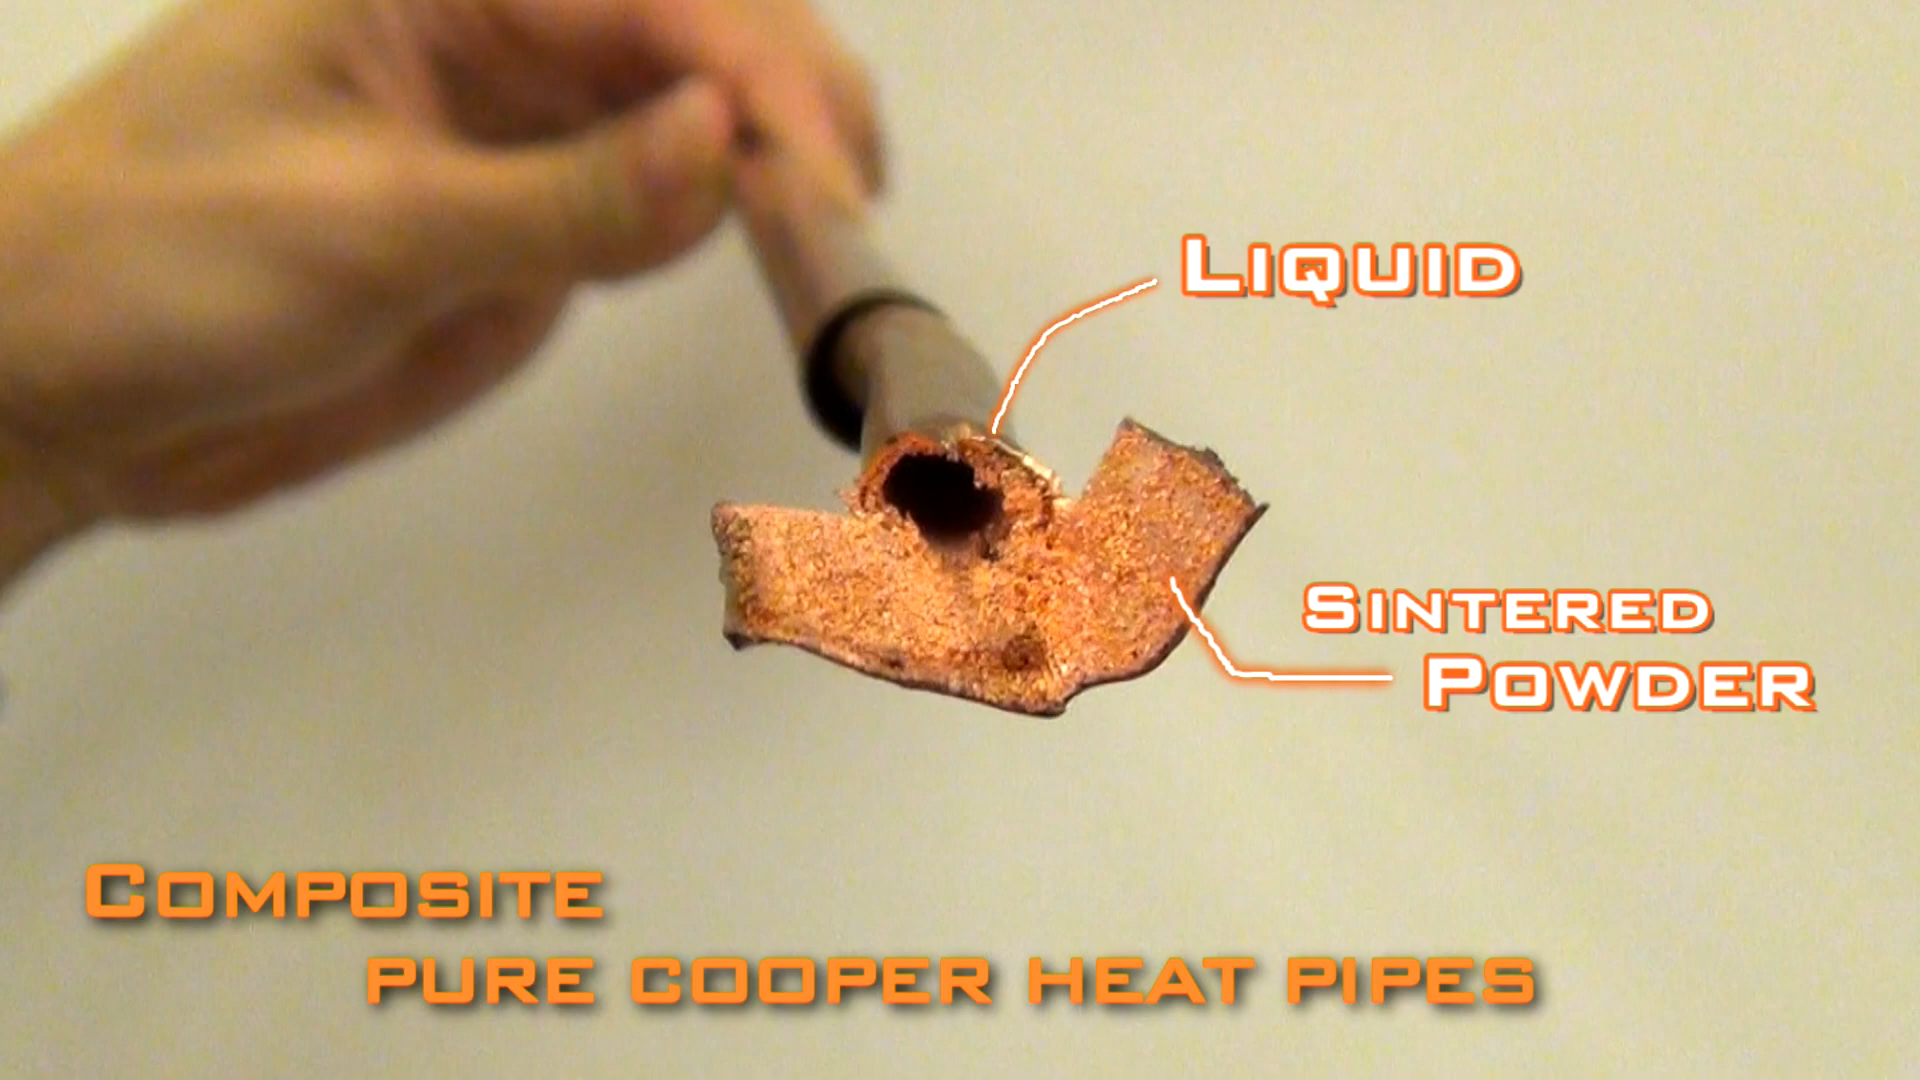 LIQUID
SINTERED
POWDER
COMPOSITE
PURE COOPER HEAT PIPES